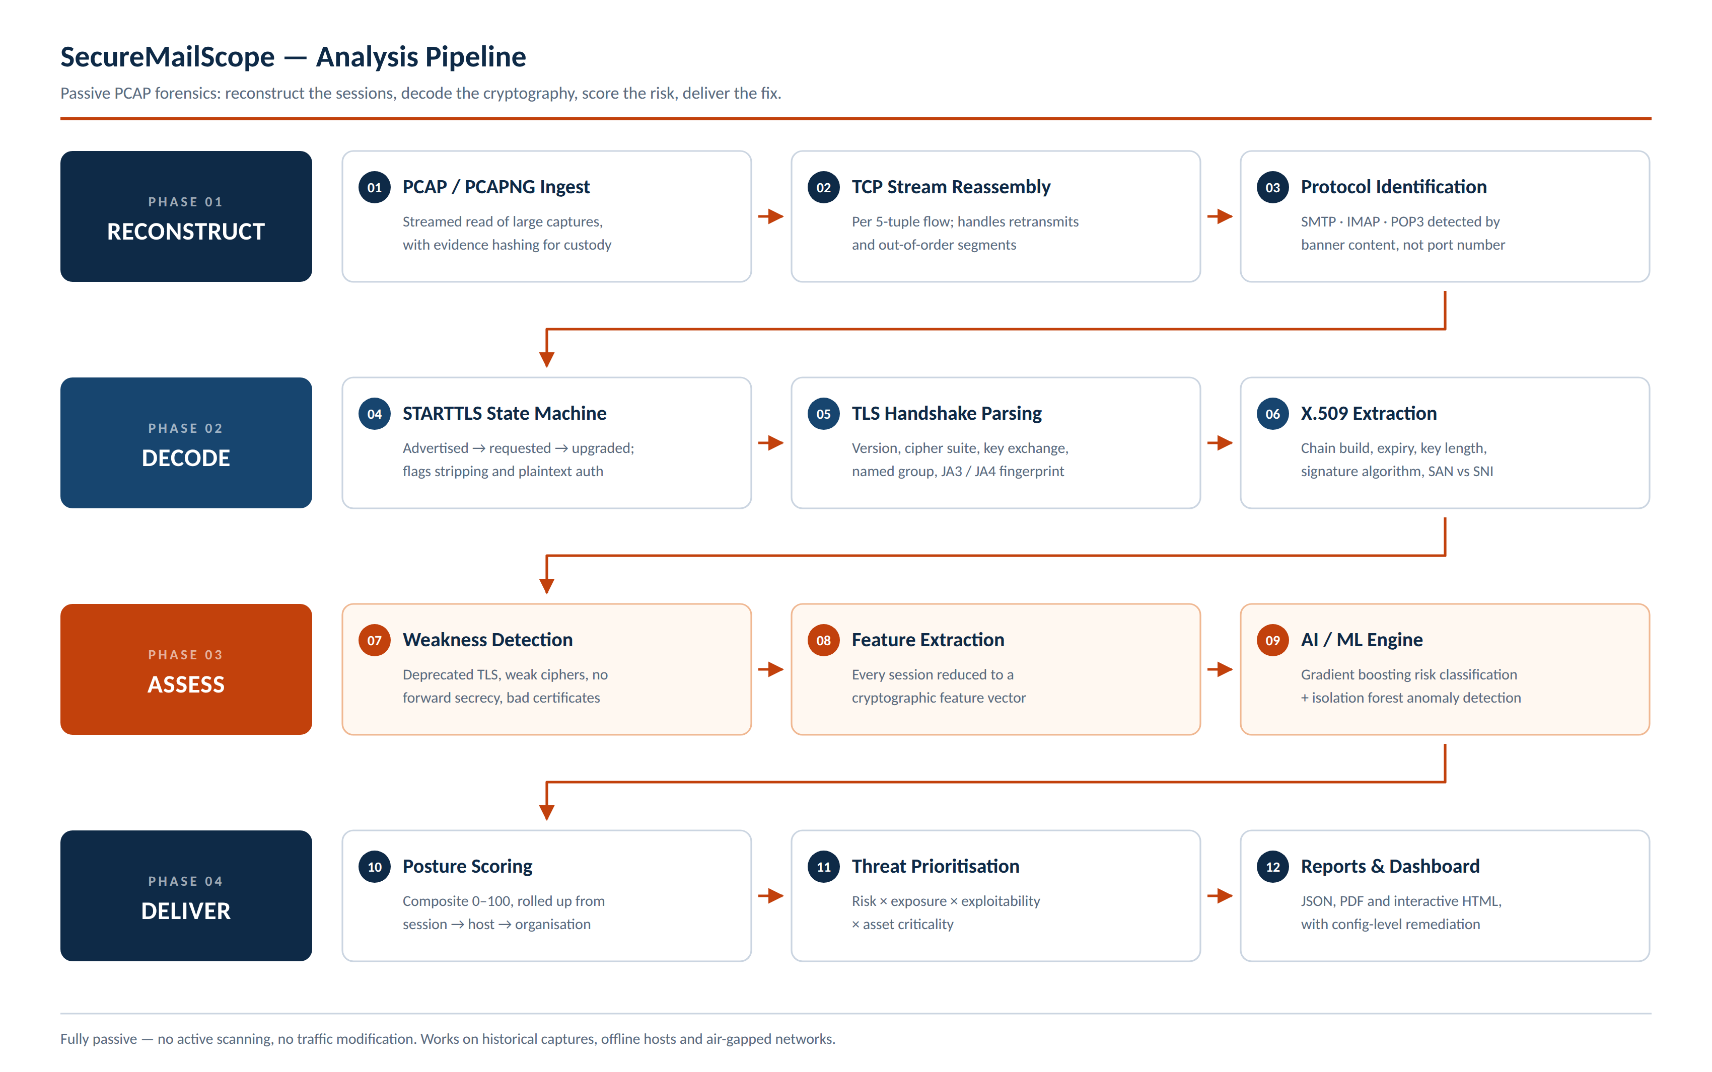 SecureMailScope — Analysis Pipeline
Passive PCAP forensics: reconstruct the sessions, decode the cryptography, score the risk, deliver the fix.
PHASE 01
RECONSTRUCT
01 PCAP / PCAPNG Ingest
Streamed read of large captures,
with evidence hashing for custody
02 TCP Stream Reassembly
Per 5-tuple flow; handles retransmits
and out-of-order segments
03 Protocol Identification
SMTP · IMAP · POP3 detected by
banner content, not port number
PHASE 02
DECODE
04 STARTTLS State Machine
Advertised → requested → upgraded;
flags stripping and plaintext auth
05 TLS Handshake Parsing
Version, cipher suite, key exchange,
named group, JA3 / JA4 fingerprint
06 X.509 Extraction
Chain build, expiry, key length,
signature algorithm, SAN vs SNI
PHASE 03
ASSESS
07 Weakness Detection
Deprecated TLS, weak ciphers, no
forward secrecy, bad certificates
08 Feature Extraction
Every session reduced to a
cryptographic feature vector
09 AI / ML Engine
Gradient boosting risk classification
+ isolation forest anomaly detection
PHASE 04
DELIVER
10 Posture Scoring
Composite 0–100, rolled up from
session → host → organisation
11 Threat Prioritisation
Risk × exposure × exploitability
× asset criticality
12 Reports & Dashboard
JSON, PDF and interactive HTML,
with config-level remediation
Fully passive — no active scanning, no traffic modification. Works on historical captures, offline hosts and air-gapped networks.